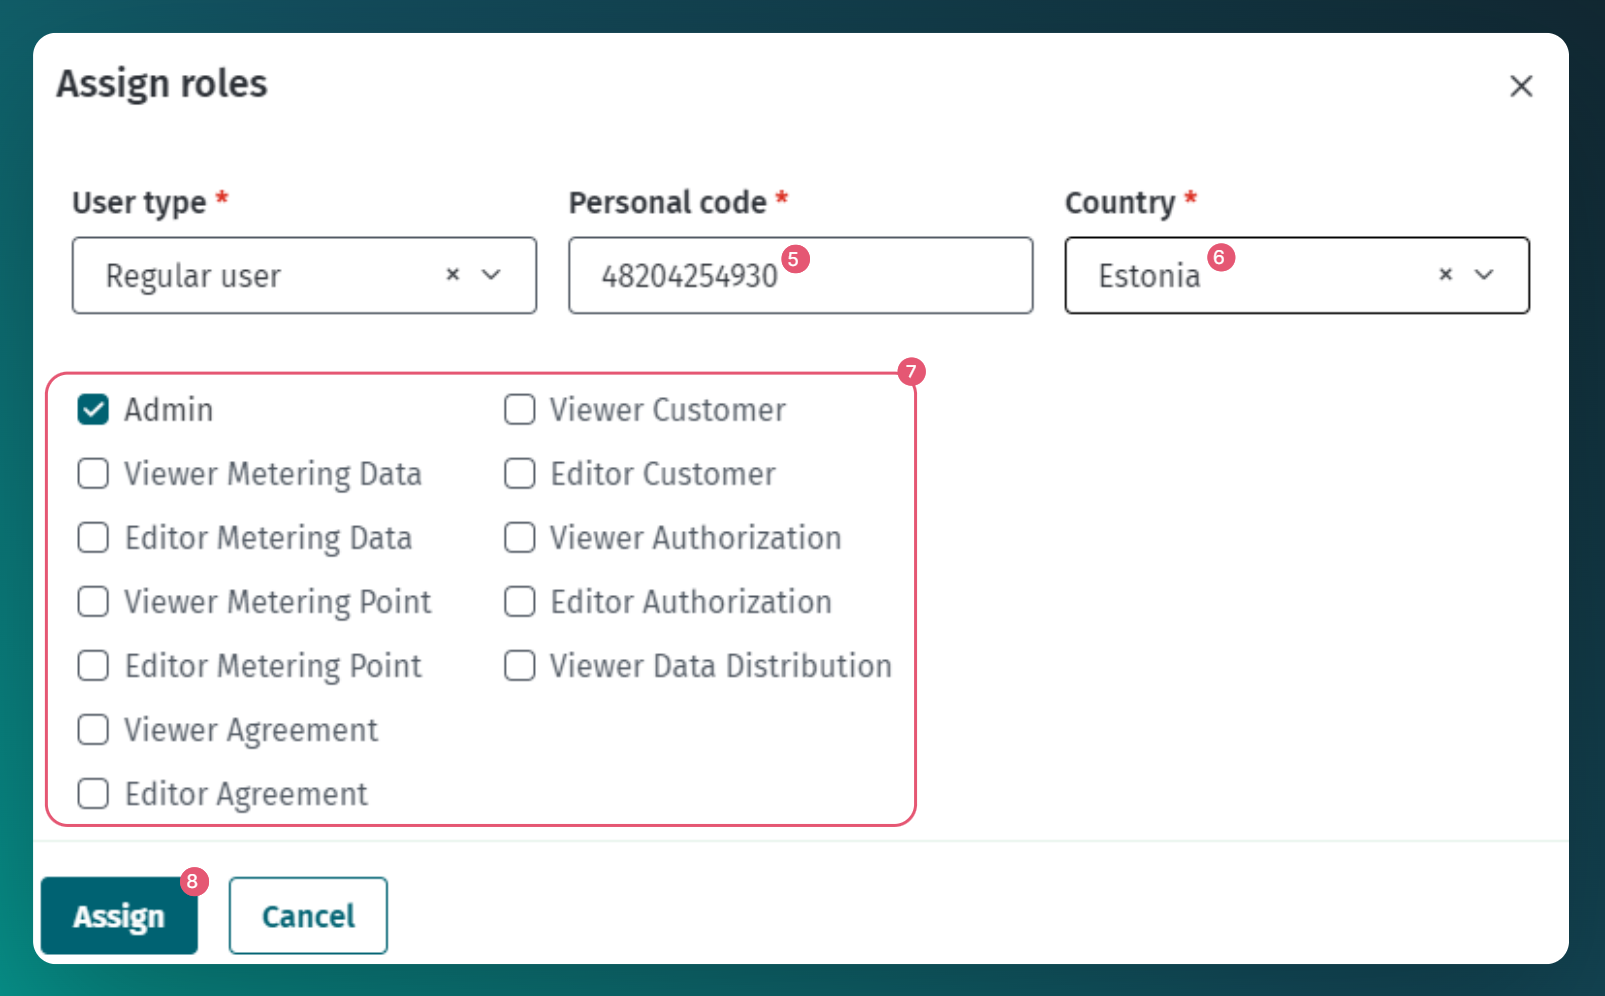 Assign roles
User type * Personal code * Country *
Regular user 48204254930 5 Estonia 6
7
Admin Viewer Customer
Viewer Metering Data Editor Customer
Editor Metering Data Viewer Authorization
Viewer Metering Point Editor Authorization
Editor Metering Point Viewer Data Distribution
Viewer Agreement
Editor Agreement
8
Assign Cancel